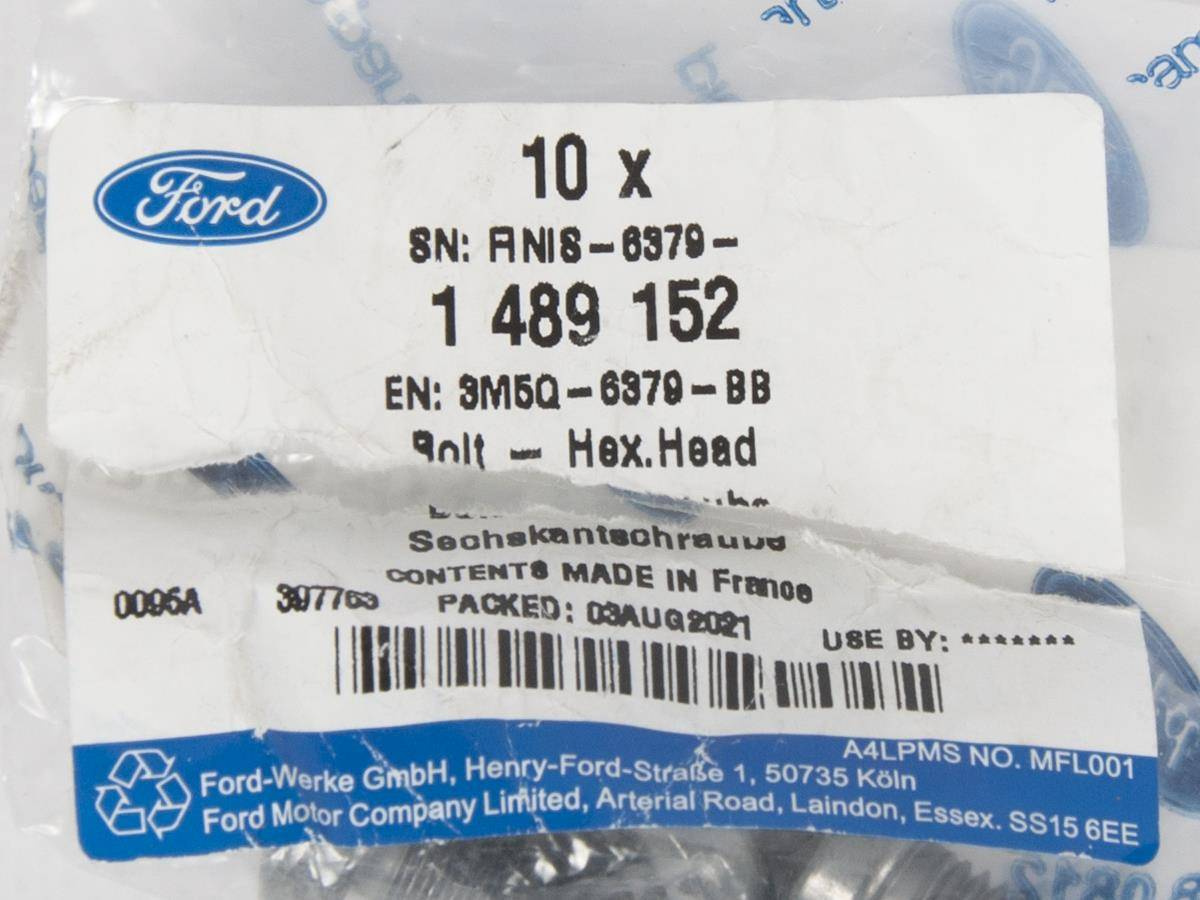 Ford
10 x
SN: FINIS-6379-
1 489 152
EN: 3M5Q-6379-BB
Bolt - Hex.Head
Sechskantschraube
CONTENTS MADE IN France
0095A 397763 PACKED: 03AUG2021 USE BY: *******
A4LPMS NO. MFL001
Ford-Werke GmbH, Henry-Ford-Straße 1, 50735 Köln
Ford Motor Company Limited, Arterial Road, Laindon, Essex. SS15 6EE